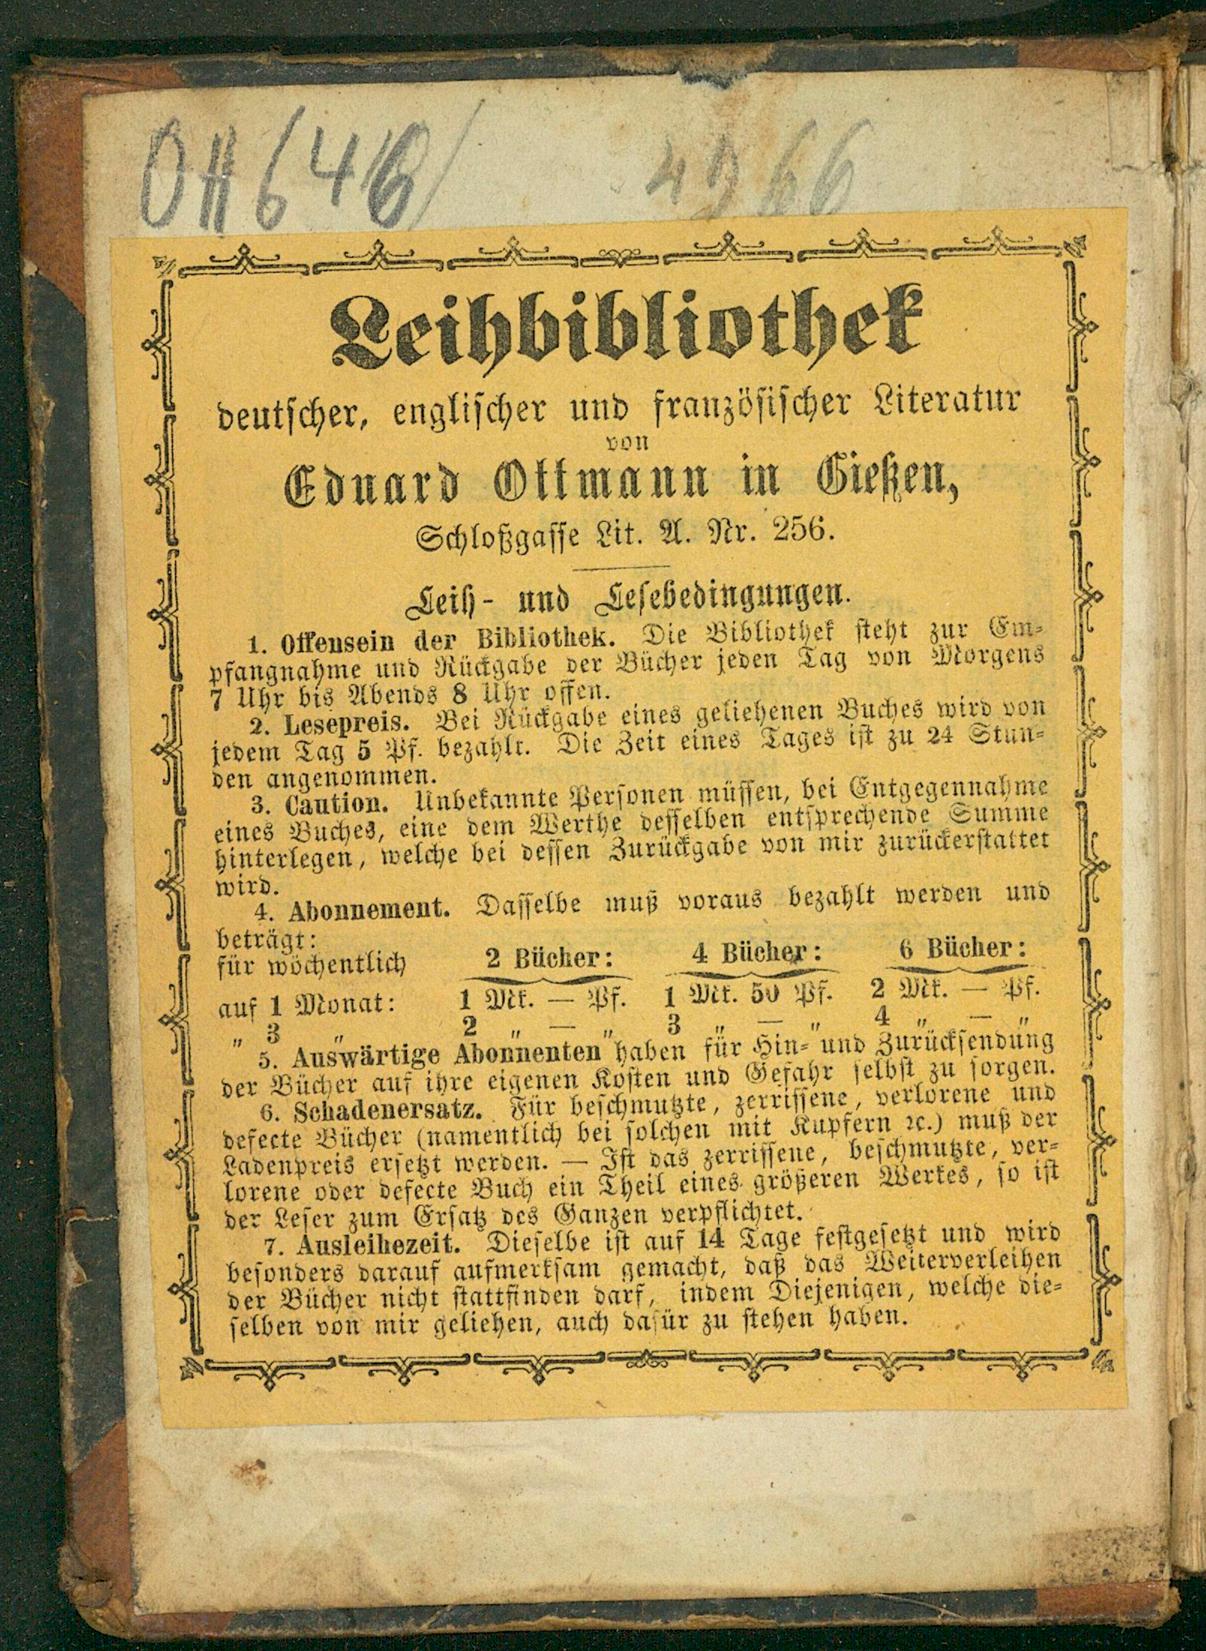 OH 646
Leihbibliothek
deutscher, englischer und französischer Literatur
von
Eduard Ottmann in Gießen,
Schloßgasse Lit. A. Nr. 256.
Leih- und Lesebedingungen.
1. Offensein der Bibliothek. Die Bibliothek steht zur Em-
pfangnahme und Rückgabe der Bücher jeden Tag von Morgens
7 Uhr bis Abends 8 Uhr offen.
2. Lesepreis. Bei Rückgabe eines geliehenen Buches wird von
jedem Tag 5 Pf. bezahlt. Die Zeit eines Tages ist zu 24 Stun-
den angenommen.
3. Caution. Unbekannte Personen müssen, bei Entgegennahme
eines Buches, eine dem Werthe desselben entsprechende Summe
hinterlegen, welche bei dessen Zurückgabe von mir zurückerstattet
wird.
4. Abonnement. Dasselbe muß voraus bezahlt werden und
beträgt:
für wöchentlich 2 Bücher: 4 Bücher: 6 Bücher:
auf 1 Monat: 1 Mk. — Pf. 1 Mk. 50 Pf. 2 Mk. — Pf.
" 3 " 2 " — " 3 " — " 4 " — "
5. Auswärtige Abonnenten haben für Hin- und Zurücksendung
der Bücher auf ihre eigenen Kosten und Gefahr selbst zu sorgen.
6. Schadenersatz. Für beschmutzte, zerrissene, verlorene und
defecte Bücher (namentlich bei solchen mit Kupfern ꝛc.) muß der
Ladenpreis ersetzt werden. — Ist das zerrissene, beschmutzte, ver-
lorene oder defecte Buch ein Theil eines größeren Werkes, so ist
der Leser zum Ersatz des Ganzen verpflichtet.
7. Ausleihezeit. Dieselbe ist auf 14 Tage festgesetzt und wird
besonders darauf aufmerksam gemacht, daß das Weiterverleihen
der Bücher nicht stattfinden darf, indem Diejenigen, welche die-
selben von mir geliehen, auch dafür zu stehen haben.